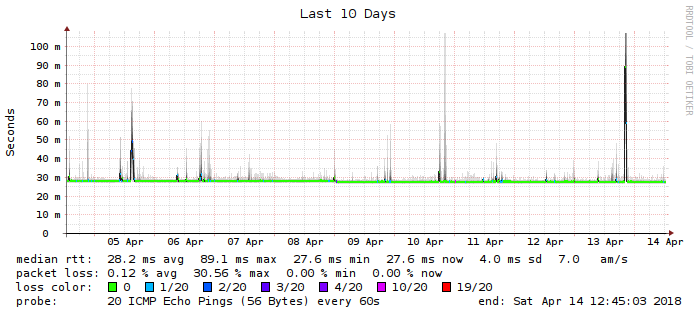 Last 10 Days
RRDTOOL / TOBI OETIKER
Seconds
100 m
90 m
80 m
70 m
60 m
50 m
40 m
30 m
20 m
10 m
0
05 Apr 06 Apr 07 Apr 08 Apr 09 Apr 10 Apr 11 Apr 12 Apr 13 Apr 14 Apr
median rtt: 28.2 ms avg 89.1 ms max 27.6 ms min 27.6 ms now 4.0 ms sd 7.0 am/s
packet loss: 0.12 % avg 30.56 % max 0.00 % min 0.00 % now
loss color: 0 1/20 2/20 3/20 4/20 10/20 19/20
probe: 20 ICMP Echo Pings (56 Bytes) every 60s end: Sat Apr 14 12:45:03 2018